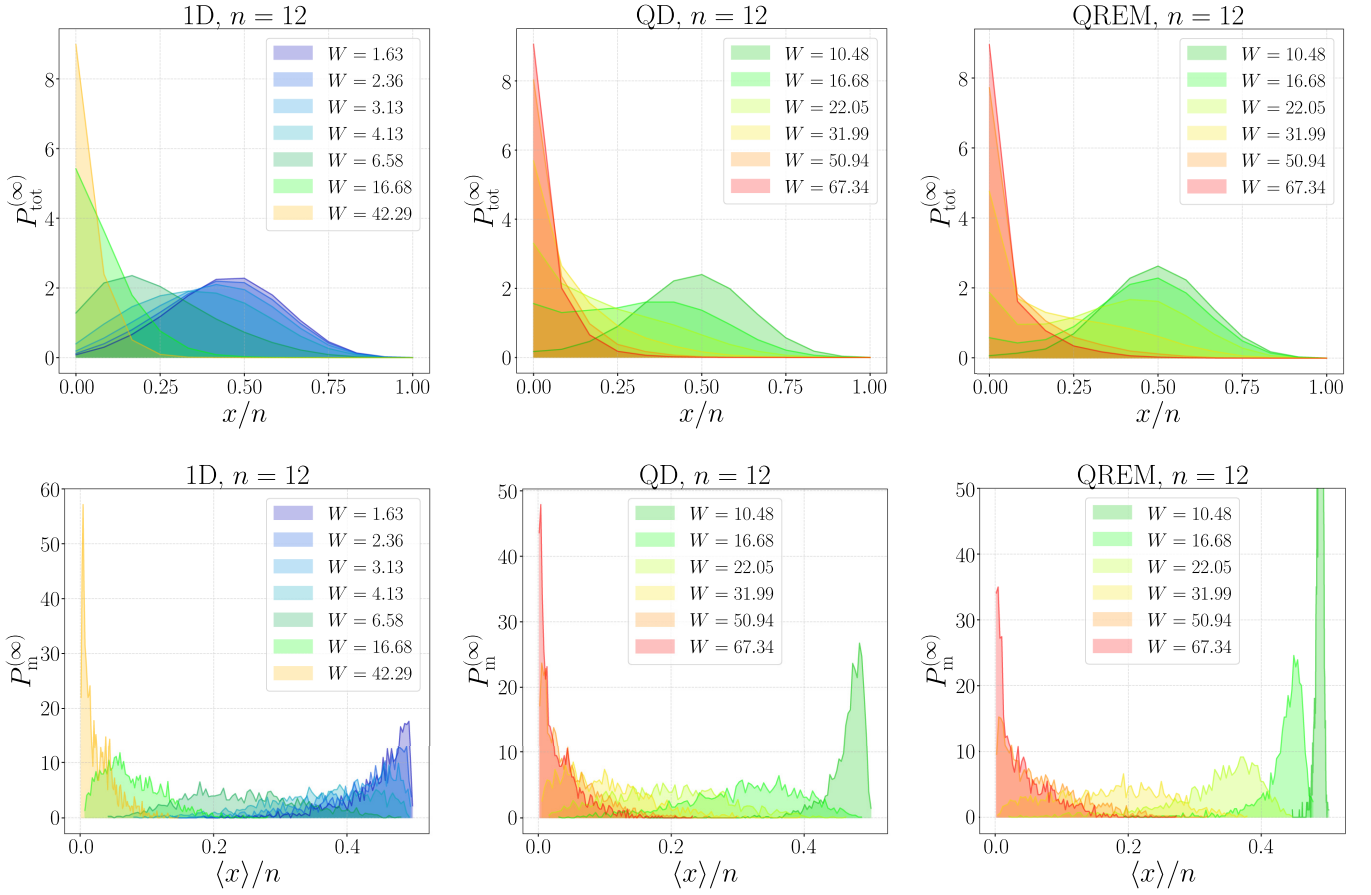 1D, n = 12
P_tot^(∞)
8
6
4
2
0
W = 1.63
W = 2.36
W = 3.13
W = 4.13
W = 6.58
W = 16.68
W = 42.29
0.00 0.25 0.50 0.75 1.00
x/n
QD, n = 12
P_tot^(∞)
8
6
4
2
0
W = 10.48
W = 16.68
W = 22.05
W = 31.99
W = 50.94
W = 67.34
0.00 0.25 0.50 0.75 1.00
x/n
QREM, n = 12
P_tot^(∞)
8
6
4
2
0
W = 10.48
W = 16.68
W = 22.05
W = 31.99
W = 50.94
W = 67.34
0.00 0.25 0.50 0.75 1.00
x/n
1D, n = 12
P_m^(∞)
60
50
40
30
20
10
0
W = 1.63
W = 2.36
W = 3.13
W = 4.13
W = 6.58
W = 16.68
W = 42.29
0.0 0.2 0.4
⟨x⟩/n
QD, n = 12
P_m^(∞)
50
40
30
20
10
0
W = 10.48
W = 16.68
W = 22.05
W = 31.99
W = 50.94
W = 67.34
0.0 0.2 0.4
⟨x⟩/n
QREM, n = 12
P_m^(∞)
50
40
30
20
10
0
W = 10.48
W = 16.68
W = 22.05
W = 31.99
W = 50.94
W = 67.34
0.0 0.2 0.4
⟨x⟩/n